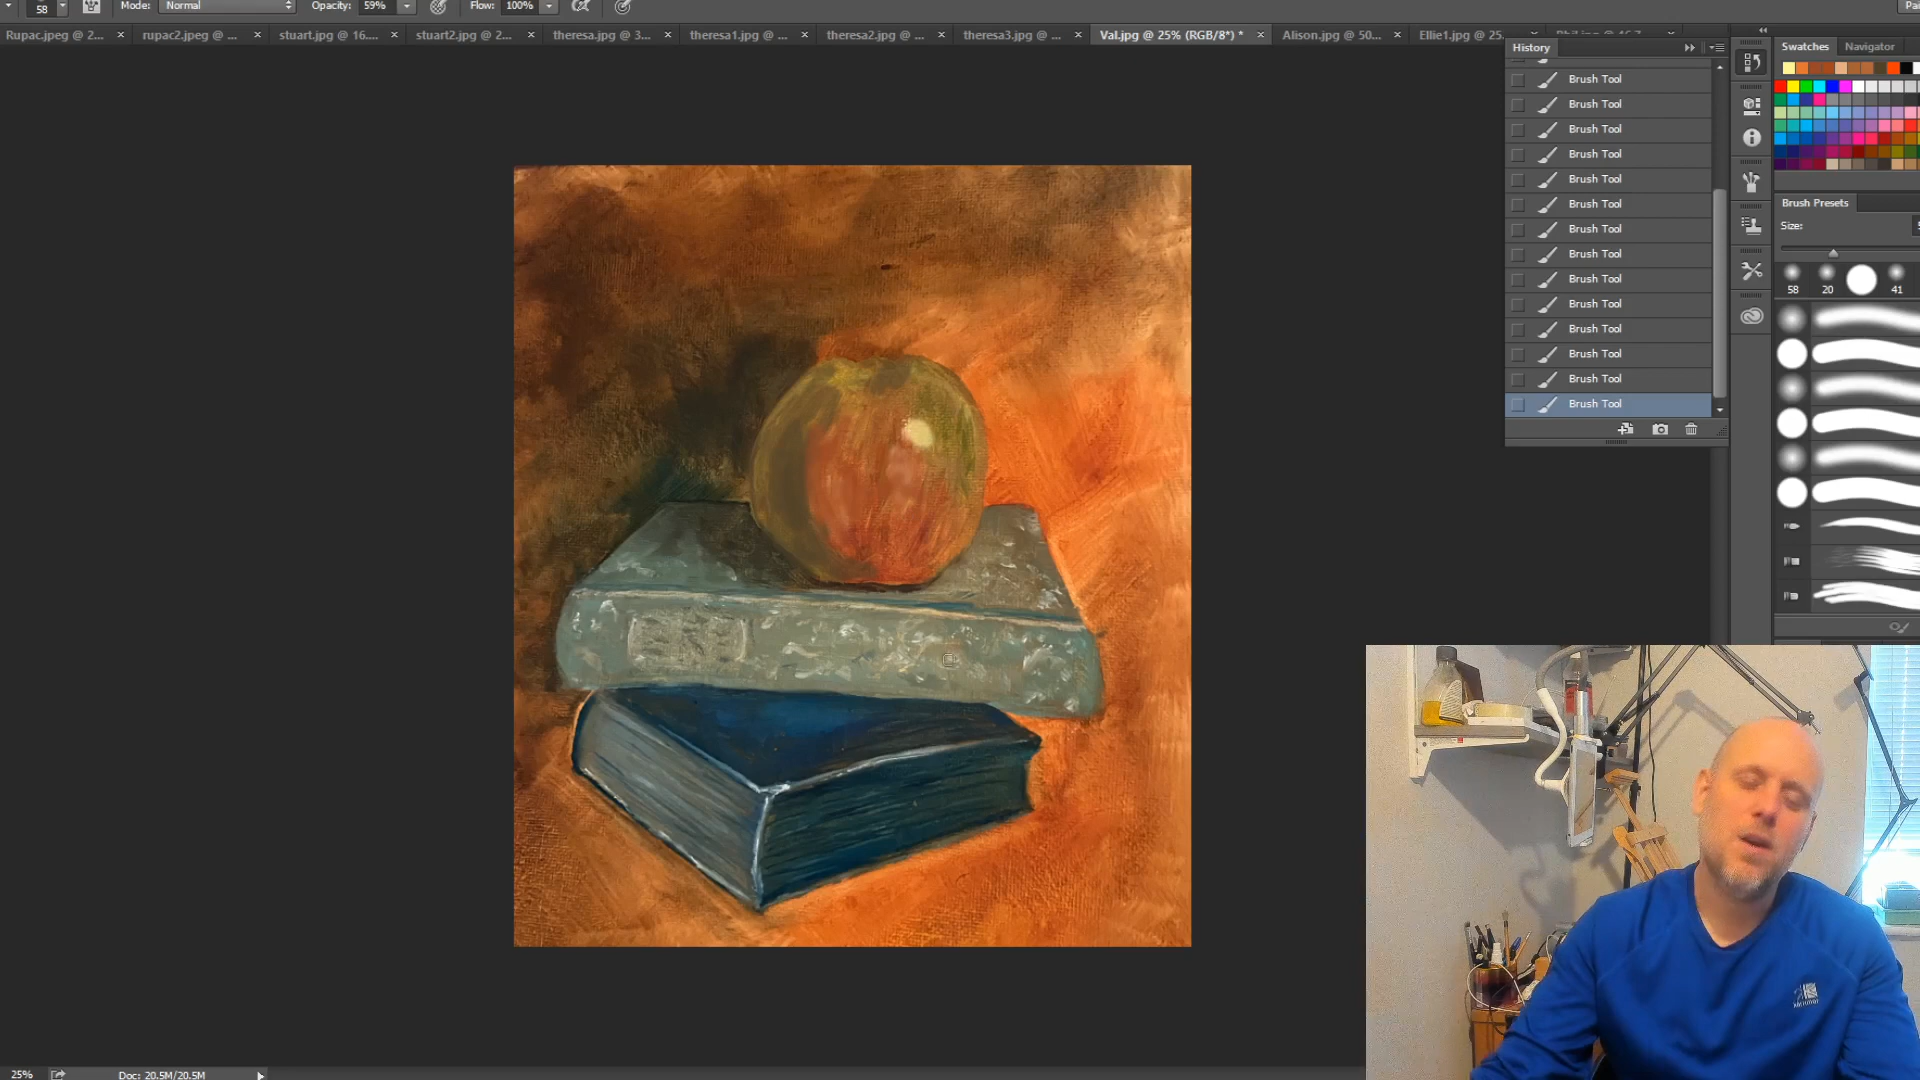 58 Mode: Normal Opacity: 59% Flow: 100%
Rupac.jpeg @ 2... × rupac2.jpeg @ ... × stuart.jpg @ 16.... × stuart2.jpg @ 2... × theresa.jpg @ 3... × theresa1.jpg @ ... × theresa2.jpg @ ... × theresa3.jpg @ ... × Val.jpg @ 25% (RGB/8*) * × Alison.jpg @ 50... × Ellie1.jpg @ 25...
History
Swatches Navigator
Brush Tool
Brush Tool
Brush Tool
Brush Tool
Brush Tool
Brush Tool
Brush Tool
Brush Tool
Brush Tool
Brush Tool
Brush Tool
Brush Tool
Brush Tool
Brush Tool
Brush Presets
Size:
58 20 41
25% Doc: 20.5M/20.5M